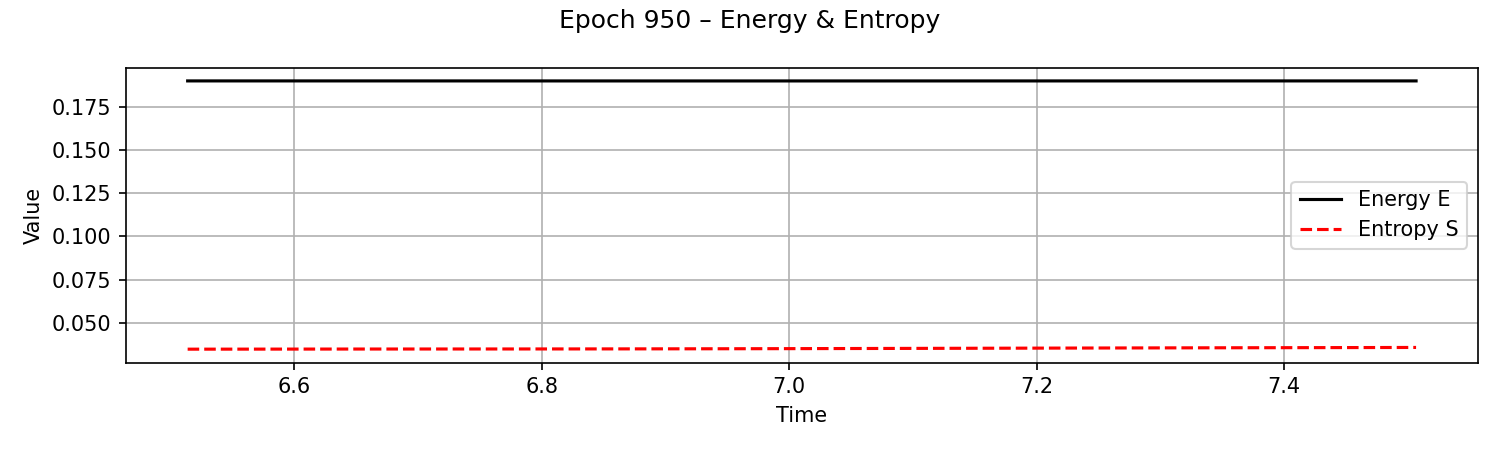 Epoch 950 – Energy & Entropy
Value
0.175
0.150
0.125
0.100
0.075
0.050
Energy E
Entropy S
6.6 6.8 7.0 7.2 7.4
Time